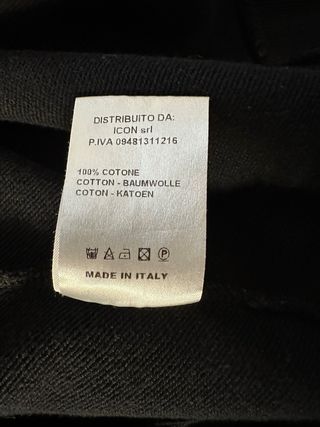 DISTRIBUITO DA:
ICON srl
P.IVA 09481311216
100% COTONE
COTTON - BAUMWOLLE
COTON - KATOEN
MADE IN ITALY